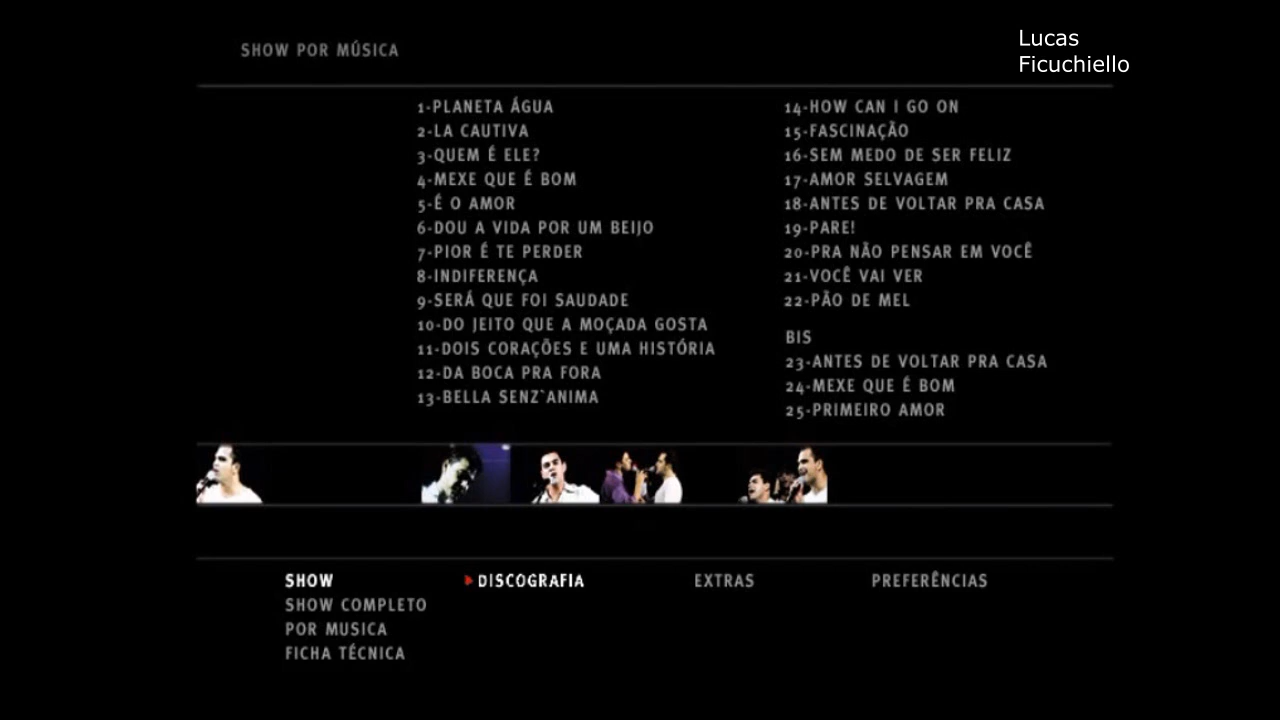 SHOW POR MÚSICA
Lucas
Ficuchiello
1-PLANETA ÁGUA
2-LA CAUTIVA
3-QUEM É ELE?
4-MEXE QUE É BOM
5-É O AMOR
6-DOU A VIDA POR UM BEIJO
7-PIOR É TE PERDER
8-INDIFERENÇA
9-SERÁ QUE FOI SAUDADE
10-DO JEITO QUE A MOÇADA GOSTA
11-DOIS CORAÇÕES E UMA HISTÓRIA
12-DA BOCA PRA FORA
13-BELLA SENZ`ANIMA
14-HOW CAN I GO ON
15-FASCINAÇÃO
16-SEM MEDO DE SER FELIZ
17-AMOR SELVAGEM
18-ANTES DE VOLTAR PRA CASA
19-PARE!
20-PRA NÃO PENSAR EM VOCÊ
21-VOCÊ VAI VER
22-PÃO DE MEL
BIS
23-ANTES DE VOLTAR PRA CASA
24-MEXE QUE É BOM
25-PRIMEIRO AMOR
SHOW
SHOW COMPLETO
POR MUSICA
FICHA TÉCNICA
DISCOGRAFIA
EXTRAS
PREFERÊNCIAS